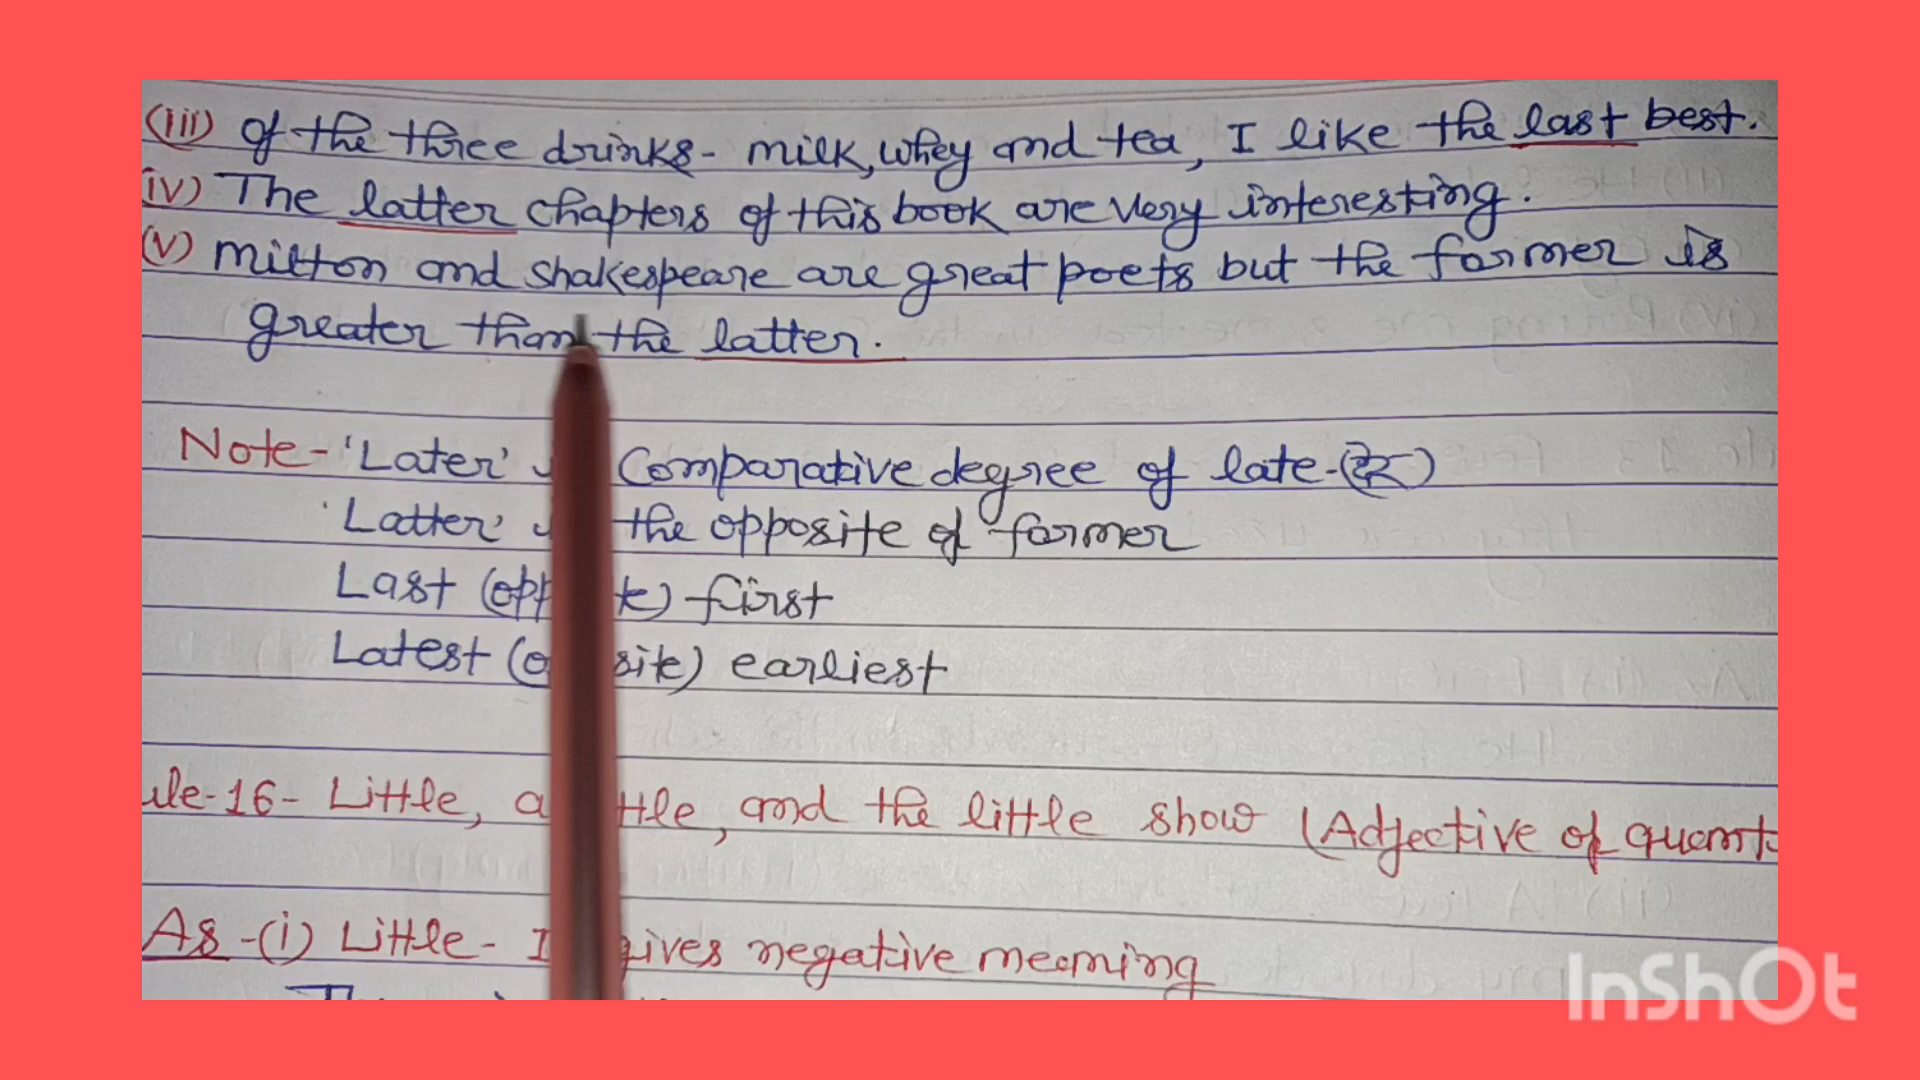 (iii) Of the three drinks- milk, whey and tea, I like the last best.
(iv) The latter chapters of this book are very interesting.
(v) Milton and Shakespeare are great poets but the former is
greater than the latter.
Note- 'Later' Comparative degree of late-(देर)
'Latter' the opposite of former
Last (opp te) first
Latest (o site) earliest
ule-16- Little, a ttle, and the little show (Adjective of quant
As -(i) Little- I gives negative meaning
InShOt